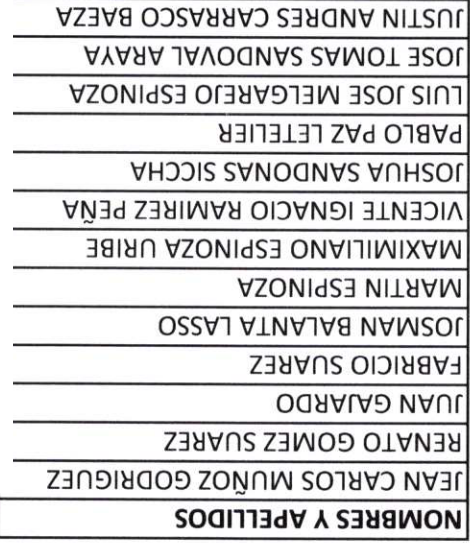 NOMBRES Y APELLIDOS
JEAN CARLOS MUÑOZ GODRIGUEZ
RENATO GOMEZ SUAREZ
JUAN GAJARDO
FABRICIO SUAREZ
JOSMAN BALANTA LASSO
MARTIN ESPINOZA
MAXIMILIANO ESPINOZA URIBE
VICENTE IGNACIO RAMIREZ PEÑA
JOSHUA SANDONAS SICCHA
PABLO PAZ LETELIER
LUIS JOSE MELGAREJO ESPINOZA
JOSE TOMAS SANDOVAL ARAYA
JUSTIN ANDRES CARRASCO BAEZA